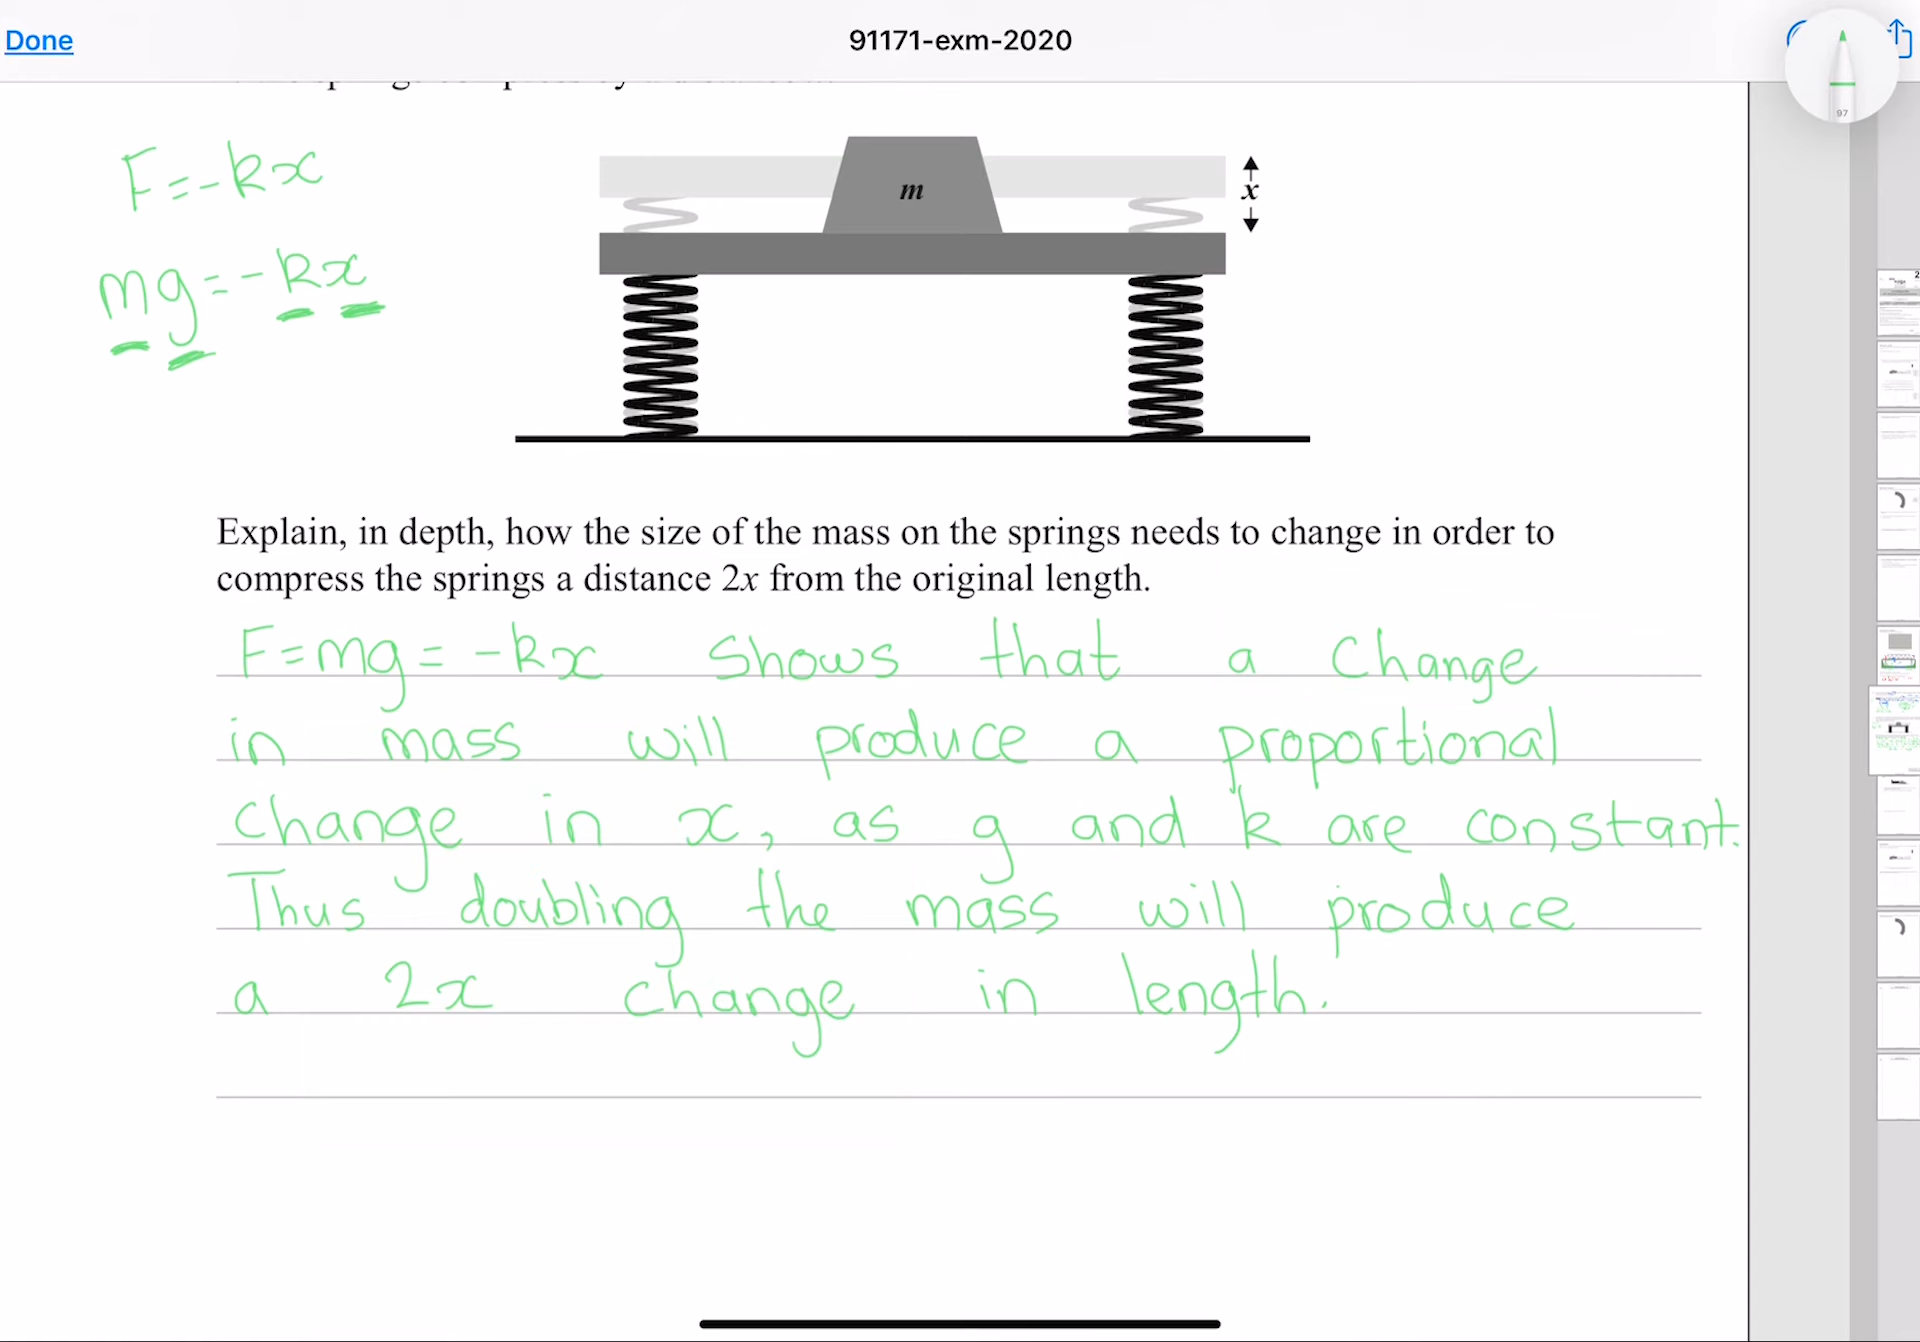 Done
91171-exm-2020
97
F=-kx
mg=-kx
m
x
Explain, in depth, how the size of the mass on the springs needs to change in order to
compress the springs a distance 2x from the original length.
F=mg=-kx shows that a change
in mass will produce a proportional
change in x, as g and k are constant.
Thus doubling the mass will produce
a 2x change in length.